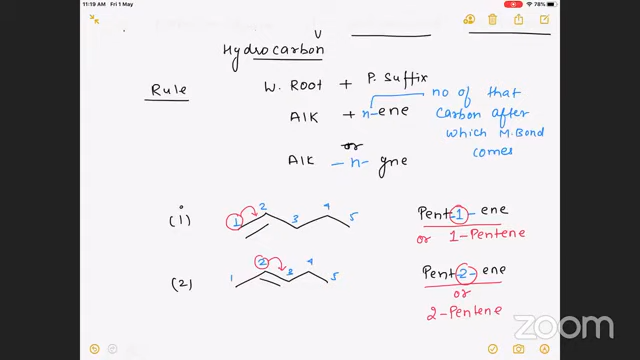 11:19 AM Fri 1 May
78%
Hydrocarbon
Rule
W. Root + P. Suffix
Alk + n-ene
or
Alk -n- yne
no of that
Carbon after
which M.Bond
comes
(1) 1 2 3 4 5
Pent-1-ene
or 1-Pentene
(2) 1 2 3 4 5
Pent-2-ene
or
2-Pentene
zoom